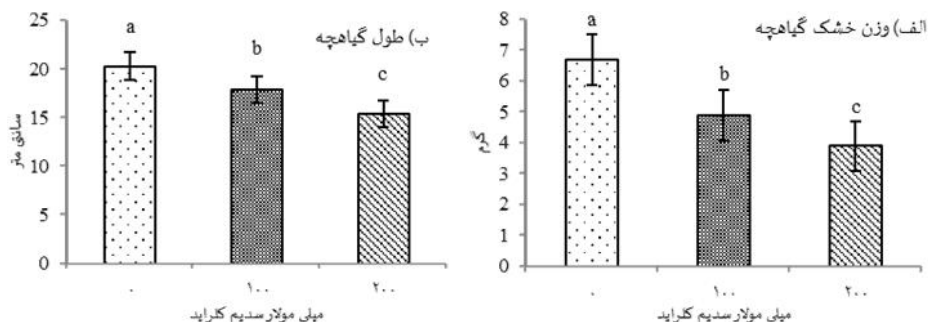 الف) وزن خشک گیاهچه
8
7
6
5
4
3
2
1
0
گرم
a
b
c
۰ ۱۰۰ ۲۰۰
میلی مولار سدیم کلراید
ب) طول گیاهچه
25
20
15
10
5
0
سانتی متر
a
b
c
۰ ۱۰۰ ۲۰۰
میلی مولار سدیم کلراید